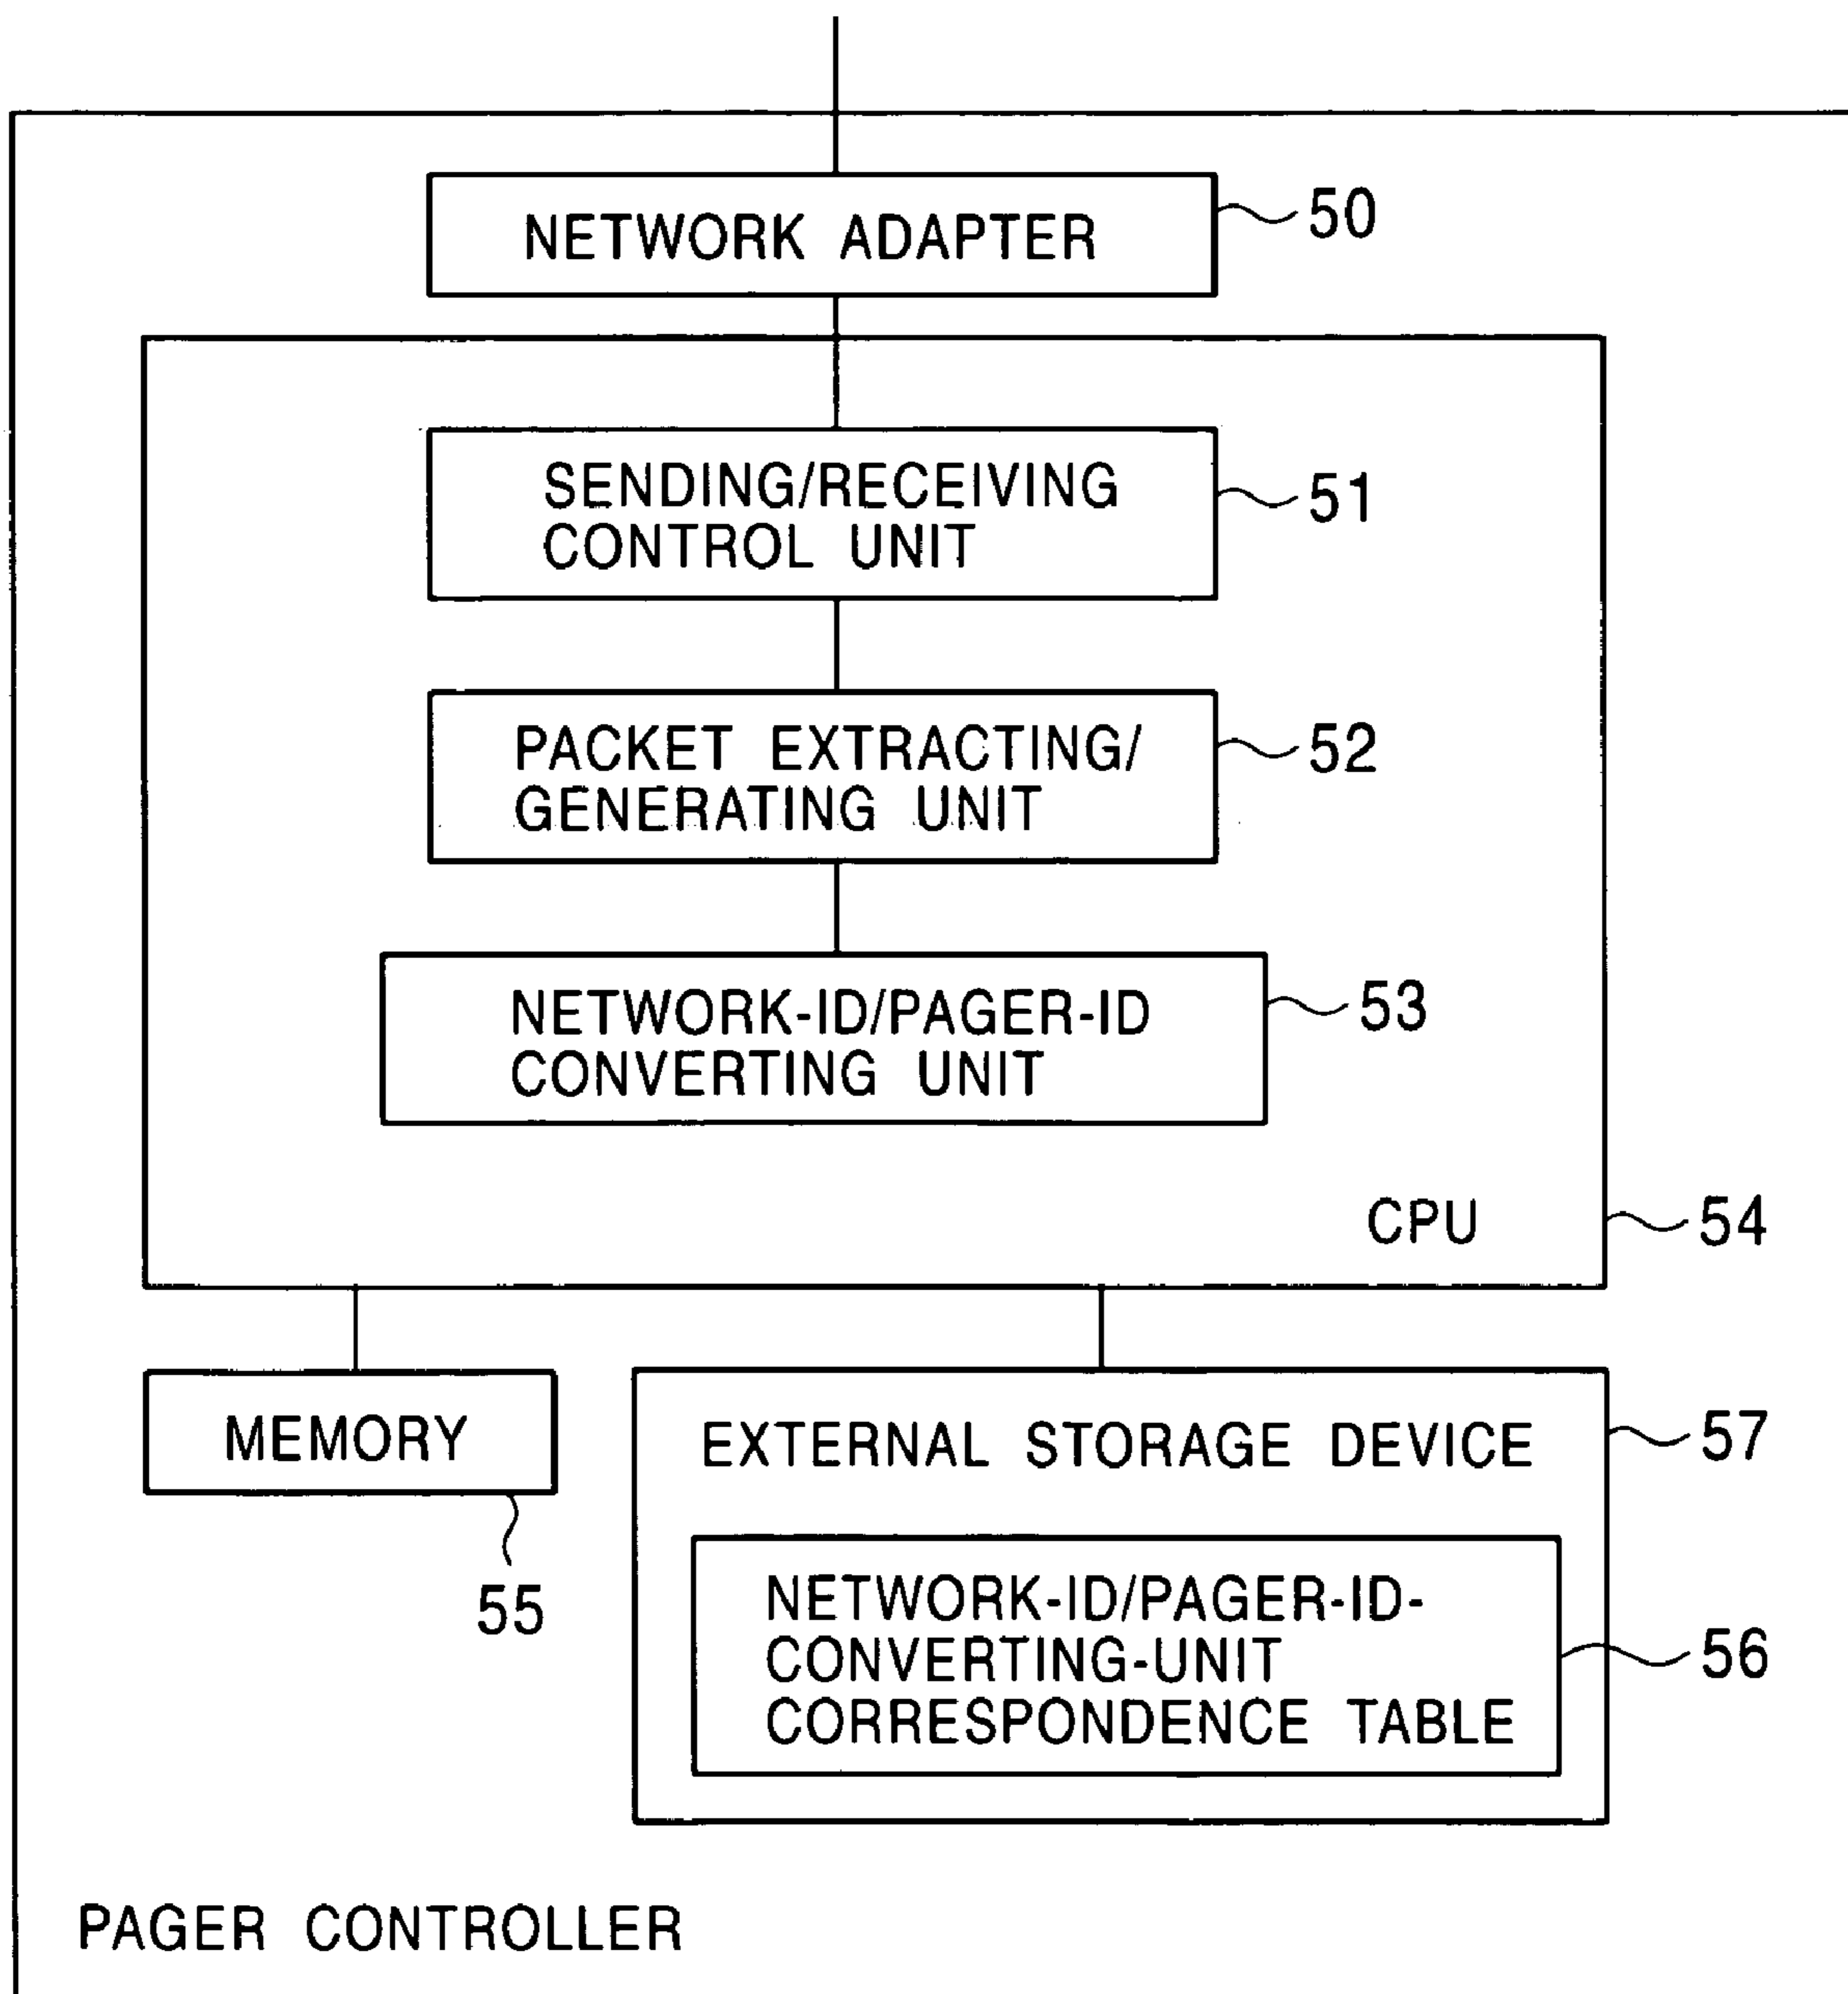 NETWORK ADAPTER
50
SENDING/RECEIVING
CONTROL UNIT
51
PACKET EXTRACTING/
GENERATING UNIT
52
NETWORK-ID/PAGER-ID
CONVERTING UNIT
53
CPU
54
MEMORY
55
EXTERNAL STORAGE DEVICE
57
NETWORK-ID/PAGER-ID-
CONVERTING-UNIT
CORRESPONDENCE TABLE
56
PAGER CONTROLLER